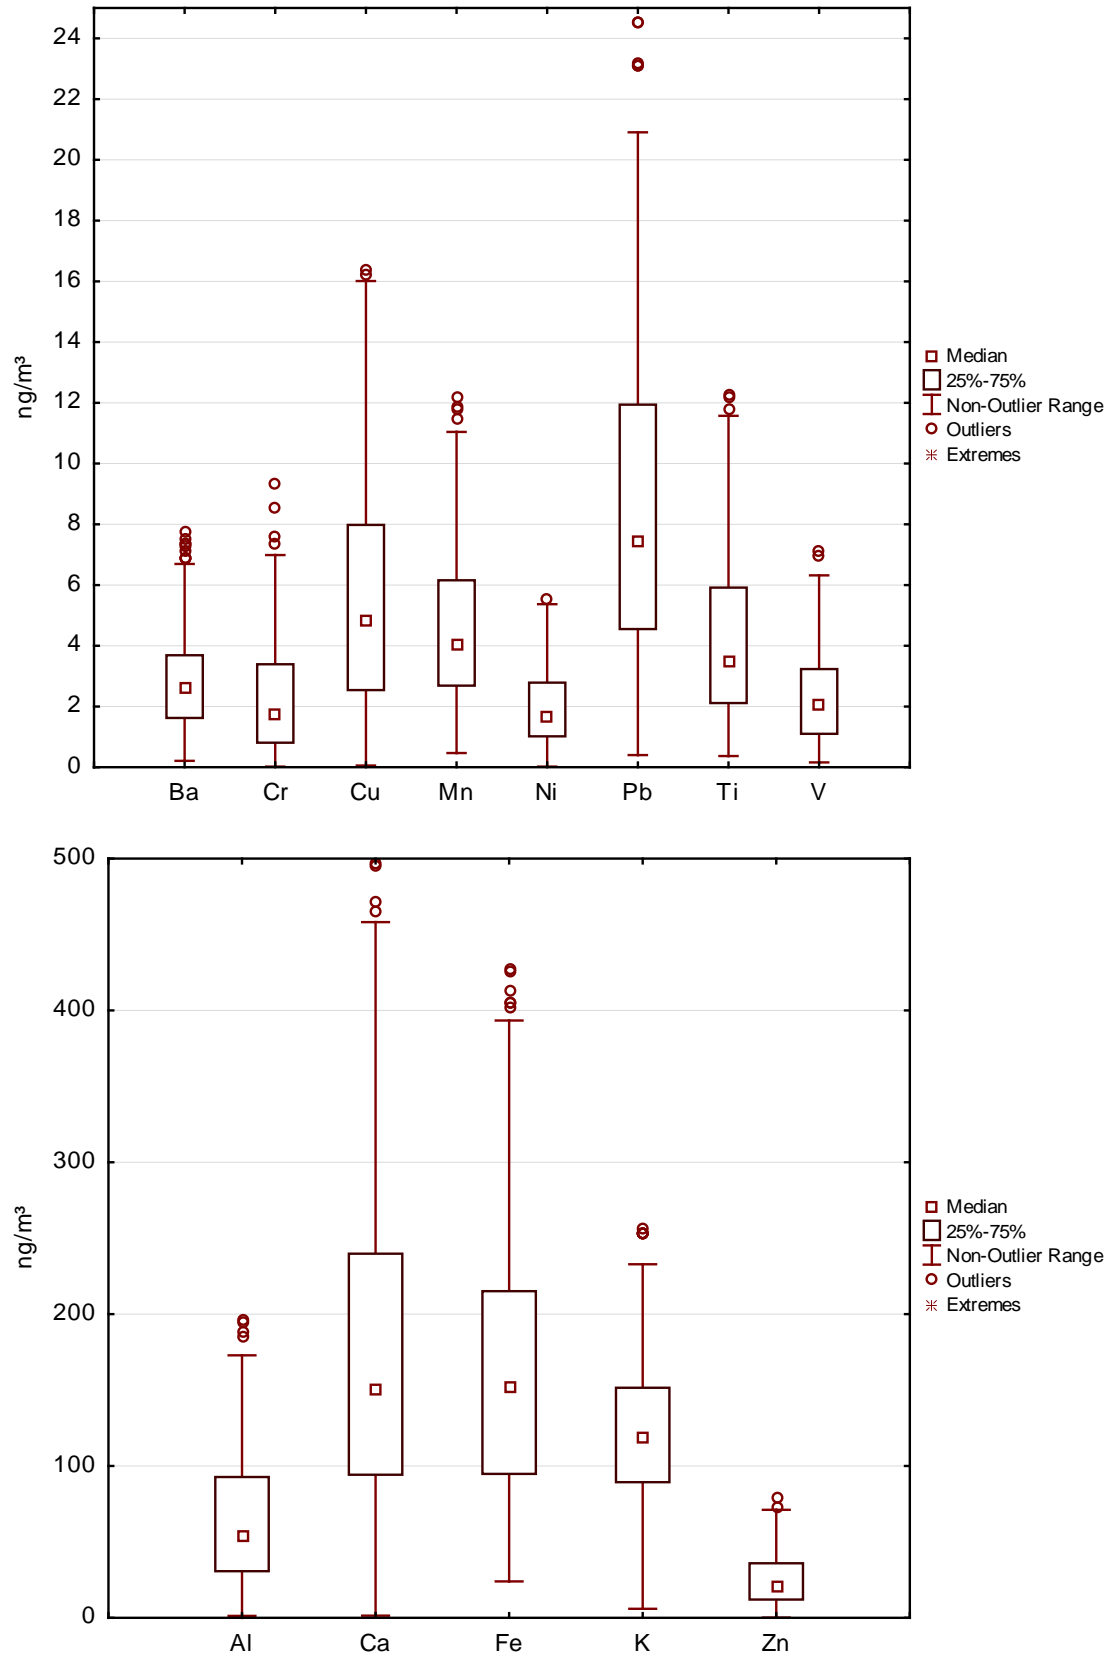 24
22
20
18
16
14
12
10
8
6
4
2
0
ng/m³
Ba Cr Cu Mn Ni Pb Ti V
Median
25%-75%
Non-Outlier Range
Outliers
Extremes
500
400
300
200
100
0
ng/m³
Al Ca Fe K Zn
Median
25%-75%
Non-Outlier Range
Outliers
Extremes